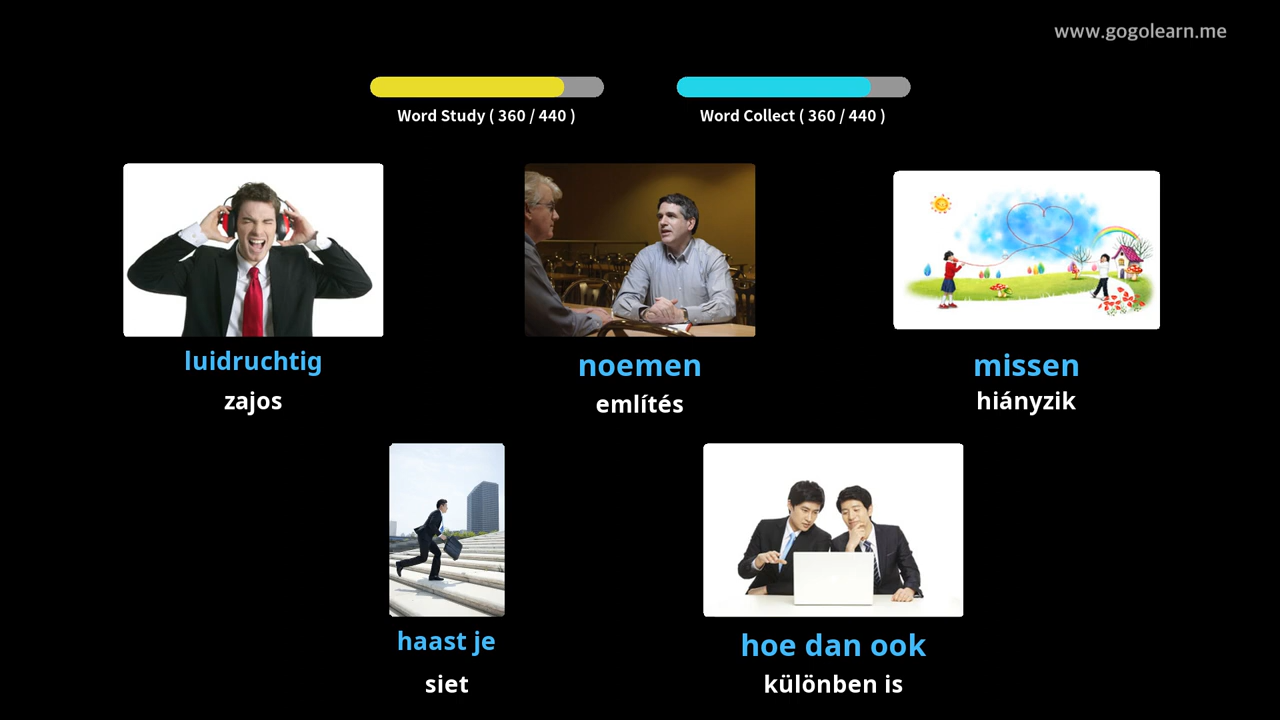 www.gogolearn.me
Word Study ( 360 / 440 )
Word Collect ( 360 / 440 )
luidruchtig
zajos
noemen
említés
missen
hiányzik
haast je
siet
hoe dan ook
különben is